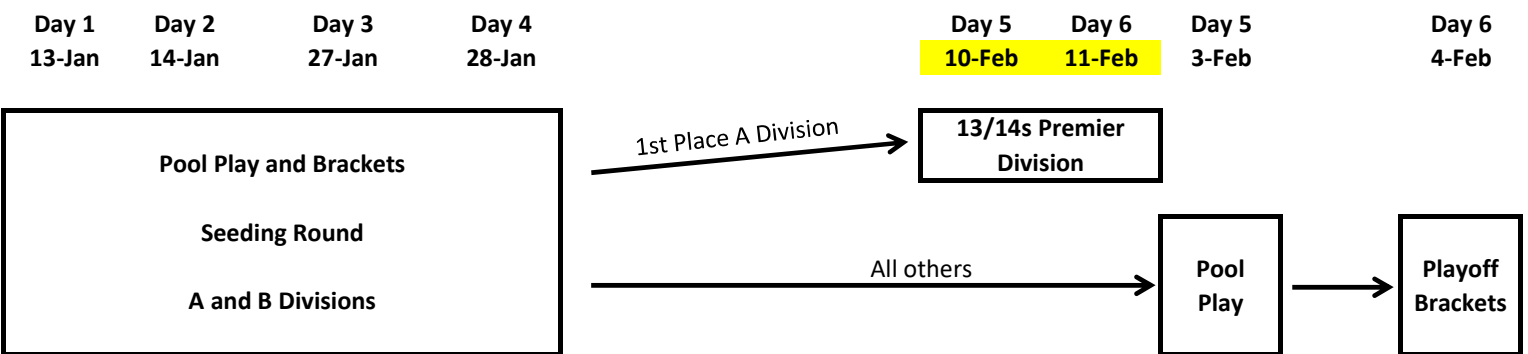 Day 1 Day 2 Day 3 Day 4 Day 5 Day 6 Day 5 Day 6
13-Jan 14-Jan 27-Jan 28-Jan 10-Feb 11-Feb 3-Feb 4-Feb
Pool Play and Brackets
Seeding Round
A and B Divisions
1st Place A Division
13/14s Premier
Division
All others
Pool
Play
Playoff
Brackets